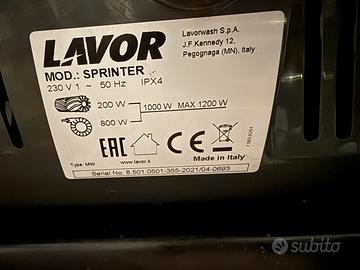 LAVOR
Lavorwash S.p.A.
J.F.Kennedy 12,
Pegognaga (MN), Italy
MOD.: SPRINTER
230 V 1 ~ 50 Hz IPX4
200 W
800 W
1000 W MAX 1200 W
EAC
CE
Type: MW
www.lavor.it
Made in Italy
Serial No.: 8.501.0501-355-2021/04-0693
subito